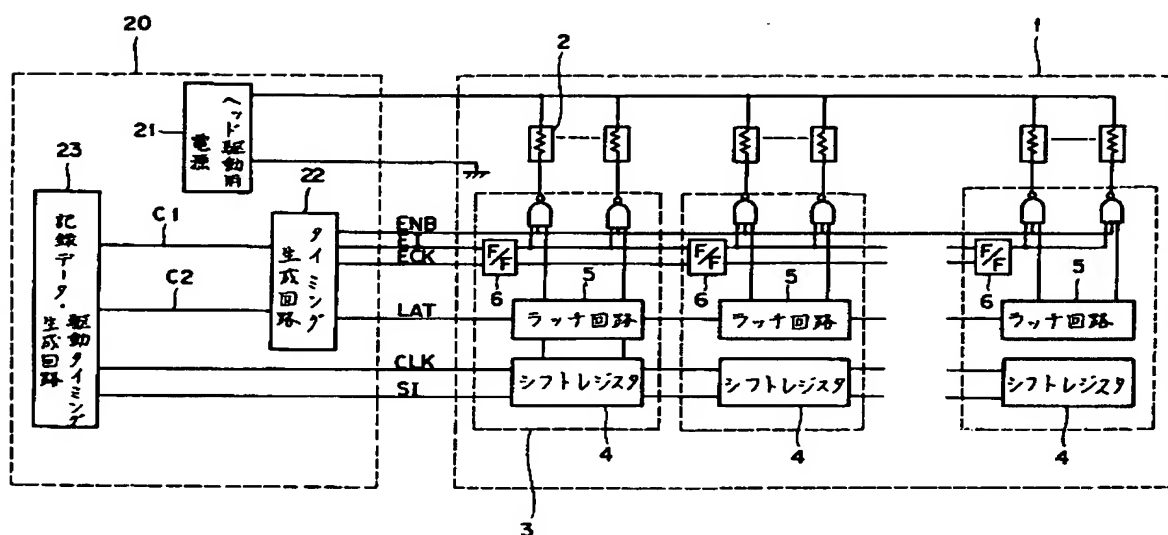 20
1
2
21
ヘッド駆動用
電源
23
22
記録データ・駆動タイミング
生成回路
タイミング
生成回路
C1
C2
ENB
EI
ECK
LAT
CLK
SI
F/F
F/F
F/F
6
6
6
5
5
5
ラッチ回路
ラッチ回路
ラッチ回路
シフトレジスタ
シフトレジスタ
シフトレジスタ
4
4
4
3